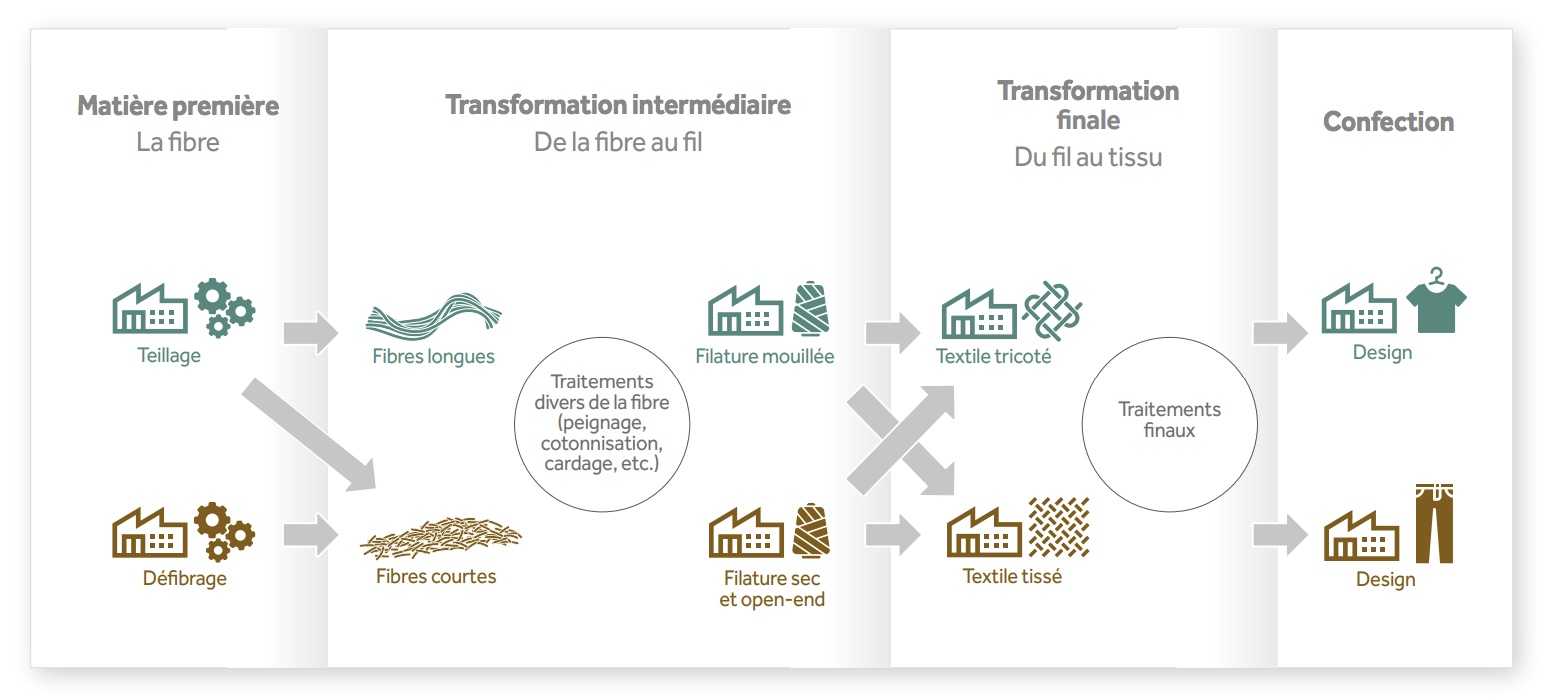 Matière première
La fibre
Transformation intermédiaire
De la fibre au fil
Transformation
finale
Du fil au tissu
Confection
Teillage
Fibres longues
Traitements
divers de la fibre
(peignage,
cotonnisation,
cardage, etc.)
Filature mouillée
Textile tricoté
Traitements
finaux
Design
Défibrage
Fibres courtes
Filature sec
et open-end
Textile tissé
Design